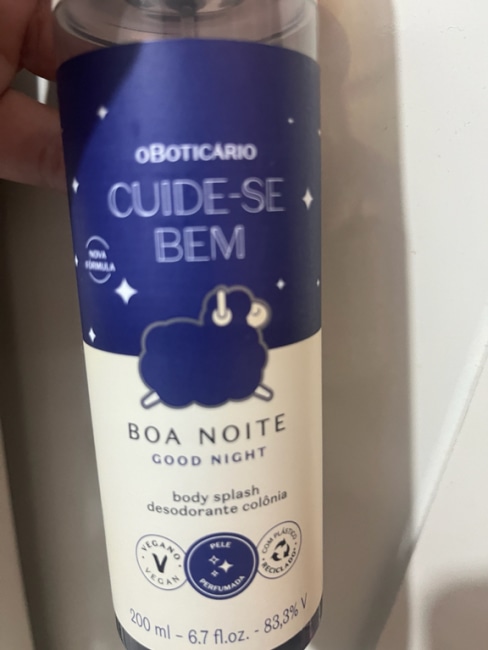 oBOTICÁRIO
CUIDE-SE
BEM
NOVA
FÓRMULA
BOA NOITE
GOOD NIGHT
body splash
desodorante colônia
VEGANO
V
VEGAN
PELE
PERFUMADA
COM PLÁSTICO
RECICLADO
200 ml – 6.7 fl.oz. - 83,3% V